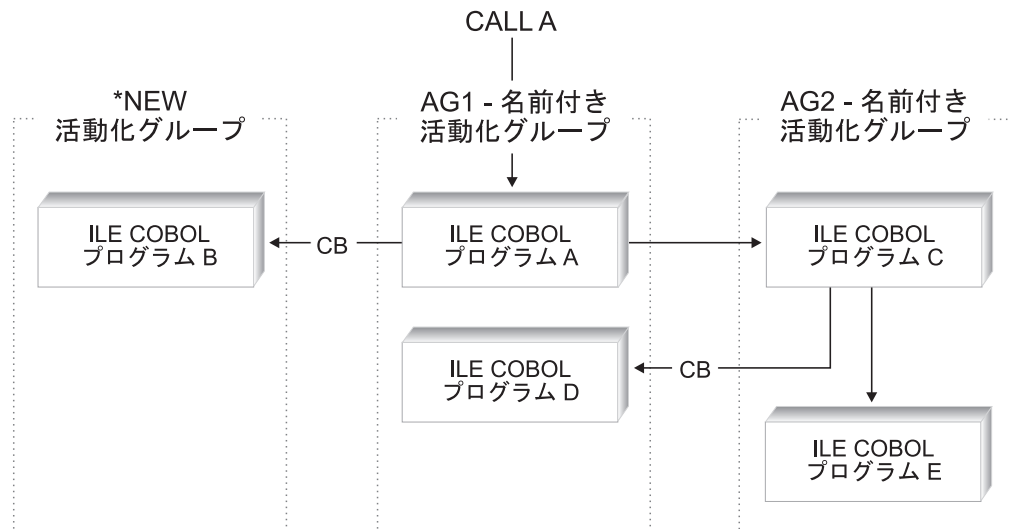 CALL A
*NEW
活動化グループ
AG1 - 名前付き
活動化グループ
AG2 - 名前付き
活動化グループ
ILE COBOL
プログラム B
CB
ILE COBOL
プログラム A
ILE COBOL
プログラム C
ILE COBOL
プログラム D
CB
ILE COBOL
プログラム E